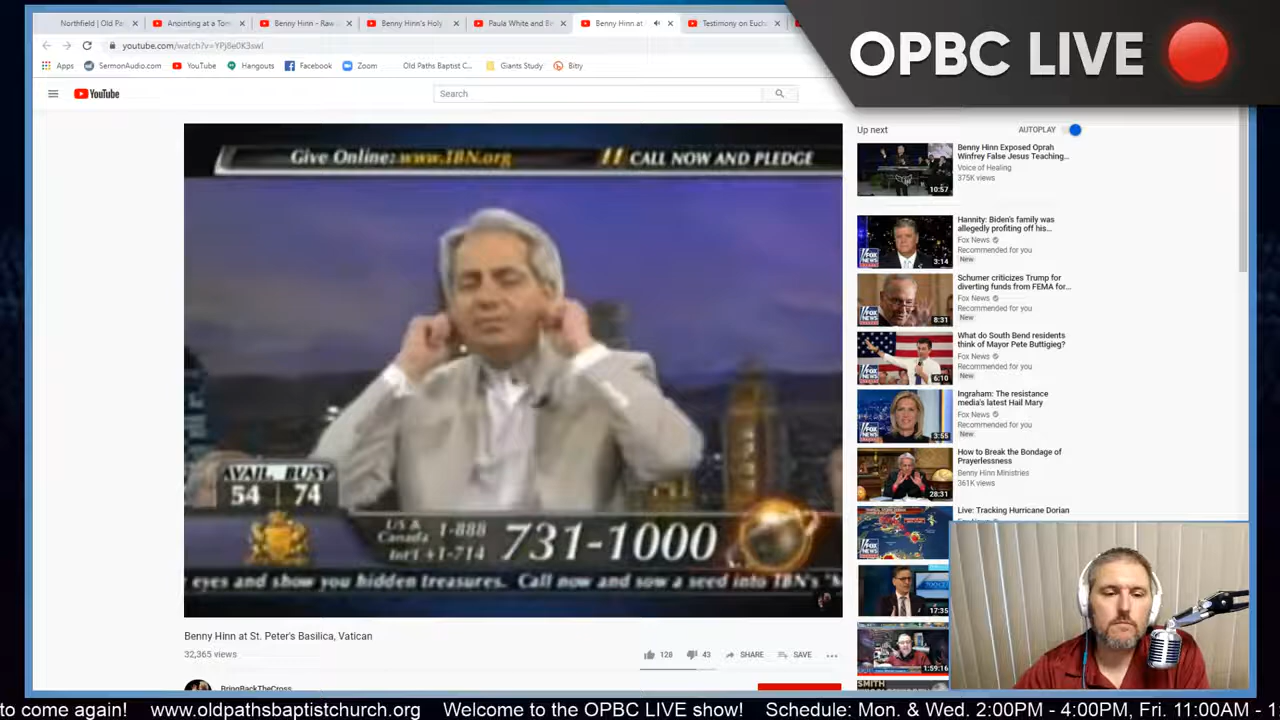 Northfield | Old Pa
Anointing at a Tom
Benny Hinn - Raw
Benny Hinn's Holy
Paula White and Be
Benny Hinn at
Testimony on Eucha
OPBC LIVE
youtube.com/watch?v=YPj8e0K3swI
Apps
SermonAudio.com
YouTube
Hangouts
Facebook
Zoom
Old Paths Baptist C...
Giants Study
Bitty
YouTube
Search
Give Online: www.IBN.org
CALL NOW AND PLEDGE
74
US &
Canada
888
Int'l
714
731-1000
es and show you hidden treasures. Call now and sow a seed into IBN's "M
Benny Hinn at St. Peter's Basilica, Vatican
32,365 views
128
43
SHARE
SAVE
BringBackTheCross
Up next
AUTOPLAY
Benny Hinn Exposed Oprah
Winfrey False Jesus Teaching...
Voice of Healing
375K views
10:57
Hannity: Biden's family was
allegedly profiting off his...
Fox News
Recommended for you
New
3:14
Schumer criticizes Trump for
diverting funds from FEMA for...
Fox News
Recommended for you
New
8:31
What do South Bend residents
think of Mayor Pete Buttigieg?
Fox News
Recommended for you
New
6:10
Ingraham: The resistance
media's latest Hail Mary
Fox News
Recommended for you
New
3:55
How to Break the Bondage of
Prayerlessness
Benny Hinn Ministries
361K views
28:31
Live: Tracking Hurricane Dorian
17:35
1:59:16
SMITH
to come again! www.oldpathsbaptistchurch.org Welcome to the OPBC LIVE show! Schedule: Mon. & Wed. 2:00PM - 4:00PM, Fri. 11:00AM - 1